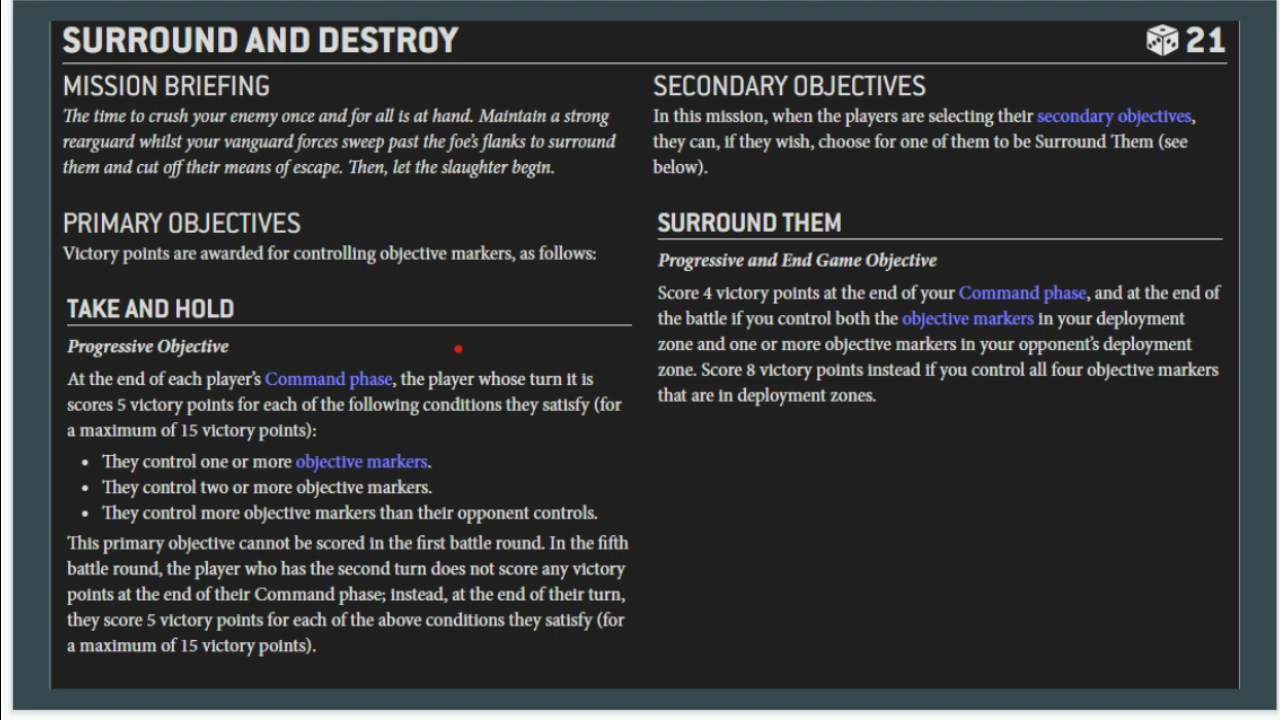 SURROUND AND DESTROY
21
MISSION BRIEFING
The time to crush your enemy once and for all is at hand. Maintain a strong
rearguard whilst your vanguard forces sweep past the foe's flanks to surround
them and cut off their means of escape. Then, let the slaughter begin.
PRIMARY OBJECTIVES
Victory points are awarded for controlling objective markers, as follows:
TAKE AND HOLD
Progressive Objective
At the end of each player's Command phase, the player whose turn it is
scores 5 victory points for each of the following conditions they satisfy (for
a maximum of 15 victory points):
• They control one or more objective markers.
• They control two or more objective markers.
• They control more objective markers than their opponent controls.
This primary objective cannot be scored in the first battle round. In the fifth
battle round, the player who has the second turn does not score any victory
points at the end of their Command phase; instead, at the end of their turn,
they score 5 victory points for each of the above conditions they satisfy (for
a maximum of 15 victory points).
SECONDARY OBJECTIVES
In this mission, when the players are selecting their secondary objectives,
they can, if they wish, choose for one of them to be Surround Them (see
below).
SURROUND THEM
Progressive and End Game Objective
Score 4 victory points at the end of your Command phase, and at the end of
the battle if you control both the objective markers in your deployment
zone and one or more objective markers in your opponent's deployment
zone. Score 8 victory points instead if you control all four objective markers
that are in deployment zones.